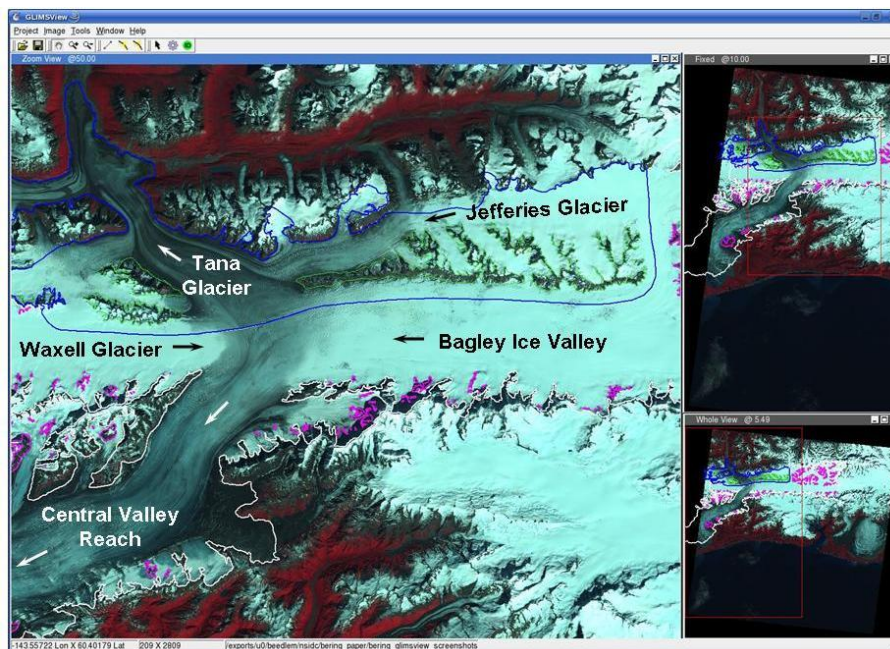 GLIMSView
Project Image Tools Window Help
Zoom View @50.00
Jefferies Glacier
Tana
Glacier
Waxell Glacier
Bagley Ice Valley
Central Valley
Reach
-143.55722 Lon X 60.40179 Lat 209 X 2809 /exports/u0/beedlem/nsidc/bering_paper/bering_glimsview_screenshots
Fixed @10.00
Whole View @ 5.49